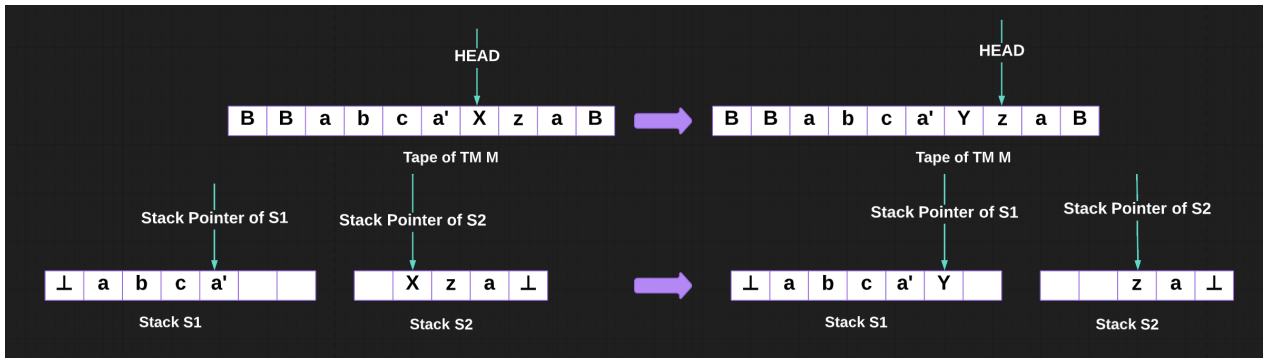 HEAD
HEAD
B B a b c a' X z a B
B B a b c a' Y z a B
Tape of TM M
Tape of TM M
Stack Pointer of S1
Stack Pointer of S2
Stack Pointer of S1
Stack Pointer of S2
⊥ a b c a'
X z a ⊥
⊥ a b c a' Y
z a ⊥
Stack S1
Stack S2
Stack S1
Stack S2